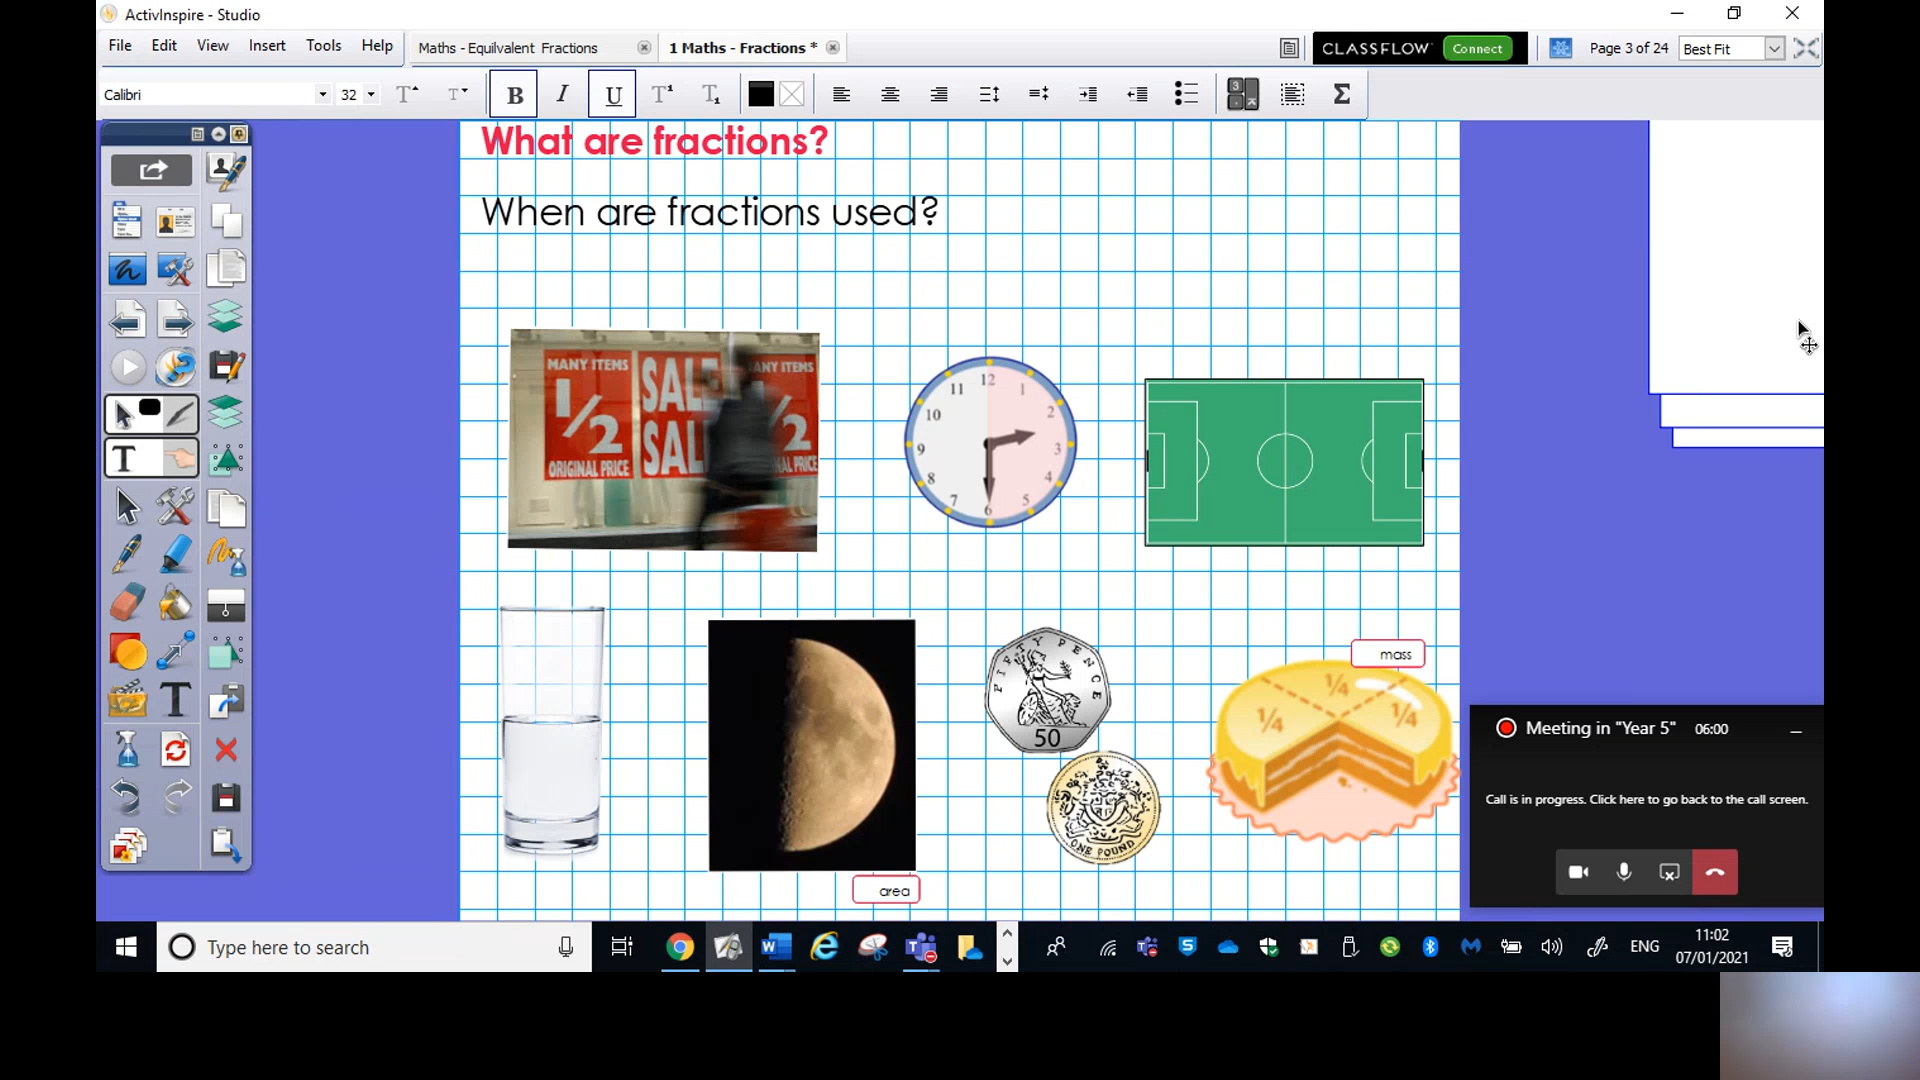 ActivInspire - Studio
File Edit View Insert Tools Help
Maths - Equilvalent Fractions
1 Maths - Fractions *
CLASSFLOW Connect
Page 3 of 24
Best Fit
Calibri
32
What are fractions?
When are fractions used?
MANY ITEMS
1/2
ORIGINAL PRICE
SALE
SAL
ANY ITEMS
/2
AL PRICE
12
11 1
10 2
9 3
8 4
7 5
6
FIFTY PENCE
50
ONE POUND
mass
1/4
1/4 1/4
area
Meeting in "Year 5" 06:00
Call is in progress. Click here to go back to the call screen.
Type here to search
ENG
11:02
07/01/2021